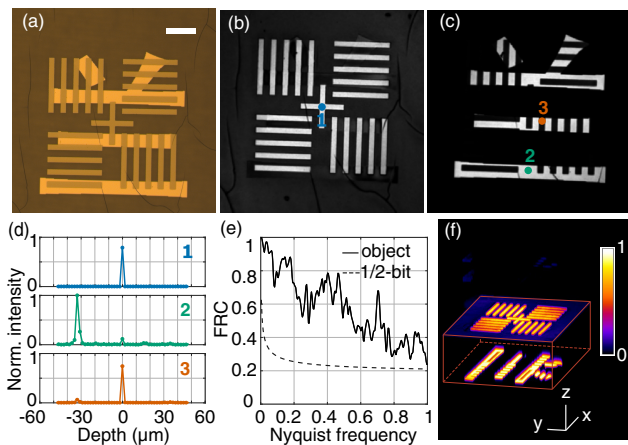 (a)
(b)
1
(c)
3
2
(d)
Norm. intensity
1
0
1
1
0
2
1
0
3
-60
-30
0
30
60
Depth (μm)
(e)
FRC
1
0.8
0.6
0.4
0.2
0
0.2
0.4
0.6
0.8
1
Nyquist frequency
object
1/2-bit
(f)
1
0
z
y
x